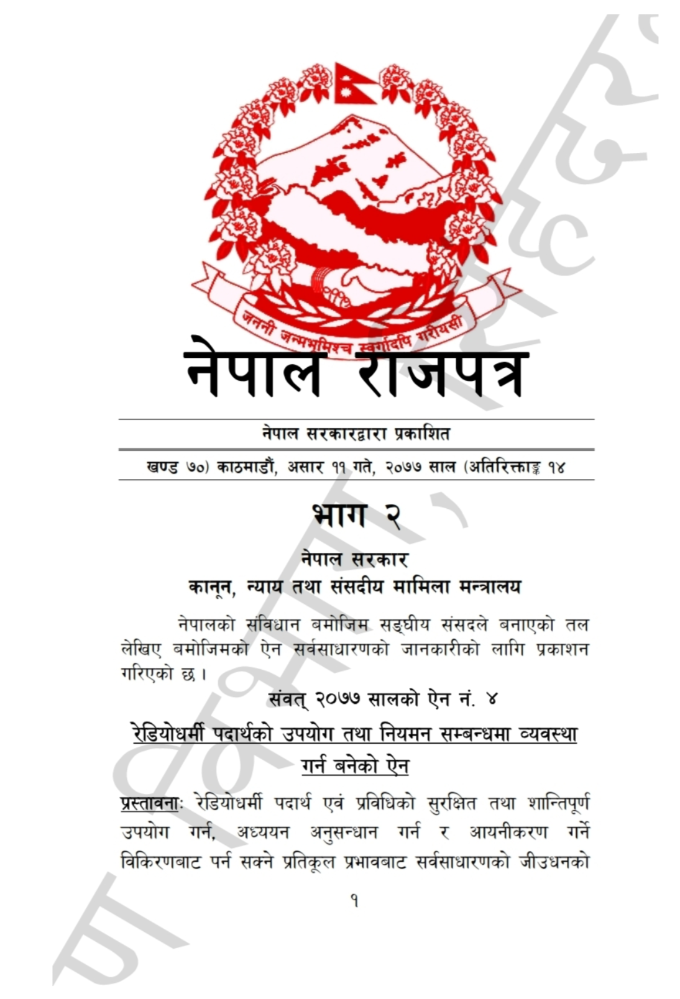 जननी जन्मभूमिश्च स्वर्गादपि गरीयसी
नेपाल राजपत्र
नेपाल सरकारद्वारा प्रकाशित
खण्ड ७०) काठमाडौं, असार ११ गते, २०७७ साल (अतिरिक्ताङ्क १४
भाग २
नेपाल सरकार
कानून, न्याय तथा संसदीय मामिला मन्त्रालय
नेपालको संविधान बमोजिम सङ्घीय संसदले बनाएको तल
लेखिए बमोजिमको ऐन सर्वसाधारणको जानकारीको लागि प्रकाशन
गरिएको छ ।
संवत् २०७७ सालको ऐन नं. ४
रेडियोधर्मी पदार्थको उपयोग तथा नियमन सम्बन्धमा व्यवस्था
गर्न बनेको ऐन
प्रस्तावनाः रेडियोधर्मी पदार्थ एवं प्रविधिको सुरक्षित तथा शान्तिपूर्ण
उपयोग गर्न, अध्ययन अनुसन्धान गर्न र आयनीकरण गर्ने
विकिरणबाट पर्न सक्ने प्रतिकूल प्रभावबाट सर्वसाधारणको जीउधनको
१